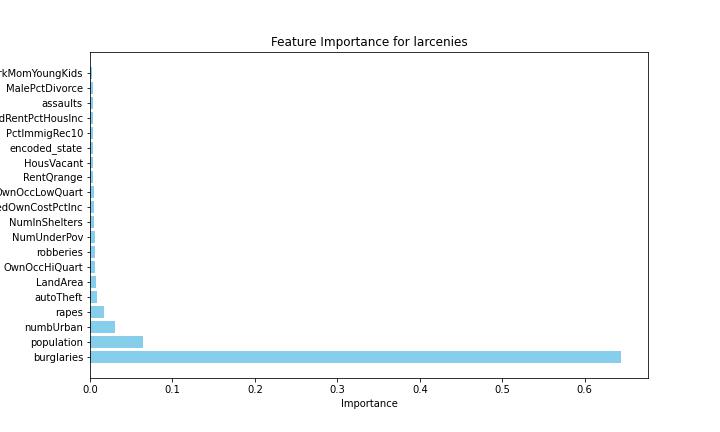 Feature Importance for larcenies
rkMomYoungKids
MalePctDivorce
assaults
dRentPctHousInc
PctImmigRec10
encoded_state
HousVacant
RentQrange
OwnOccLowQuart
edOwnCostPctInc
NumInShelters
NumUnderPov
robberies
OwnOccHiQuart
LandArea
autoTheft
rapes
numbUrban
population
burglaries
0.0 0.1 0.2 0.3 0.4 0.5 0.6
Importance